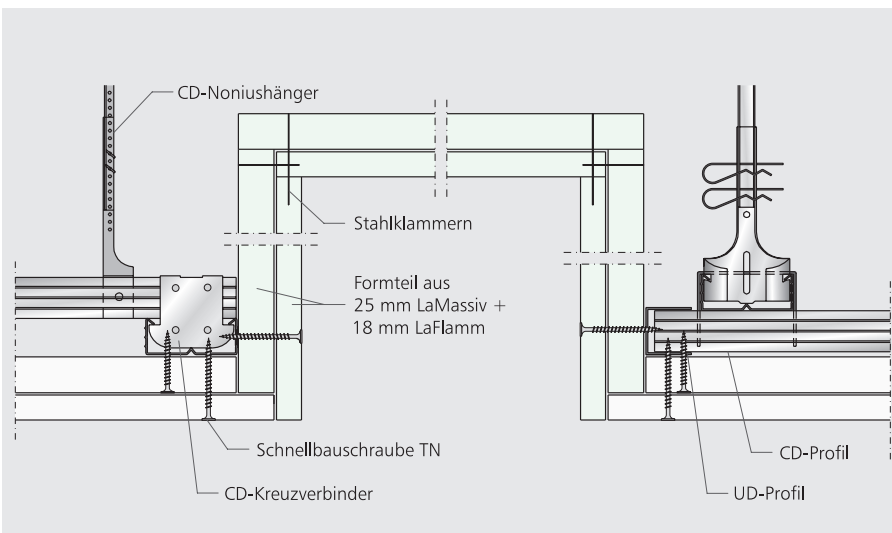 CD-Noniushänger
Stahlklammern
Formteil aus
25 mm LaMassiv +
18 mm LaFlamm
Schnellbauschraube TN
CD-Profil
CD-Kreuzverbinder
UD-Profil